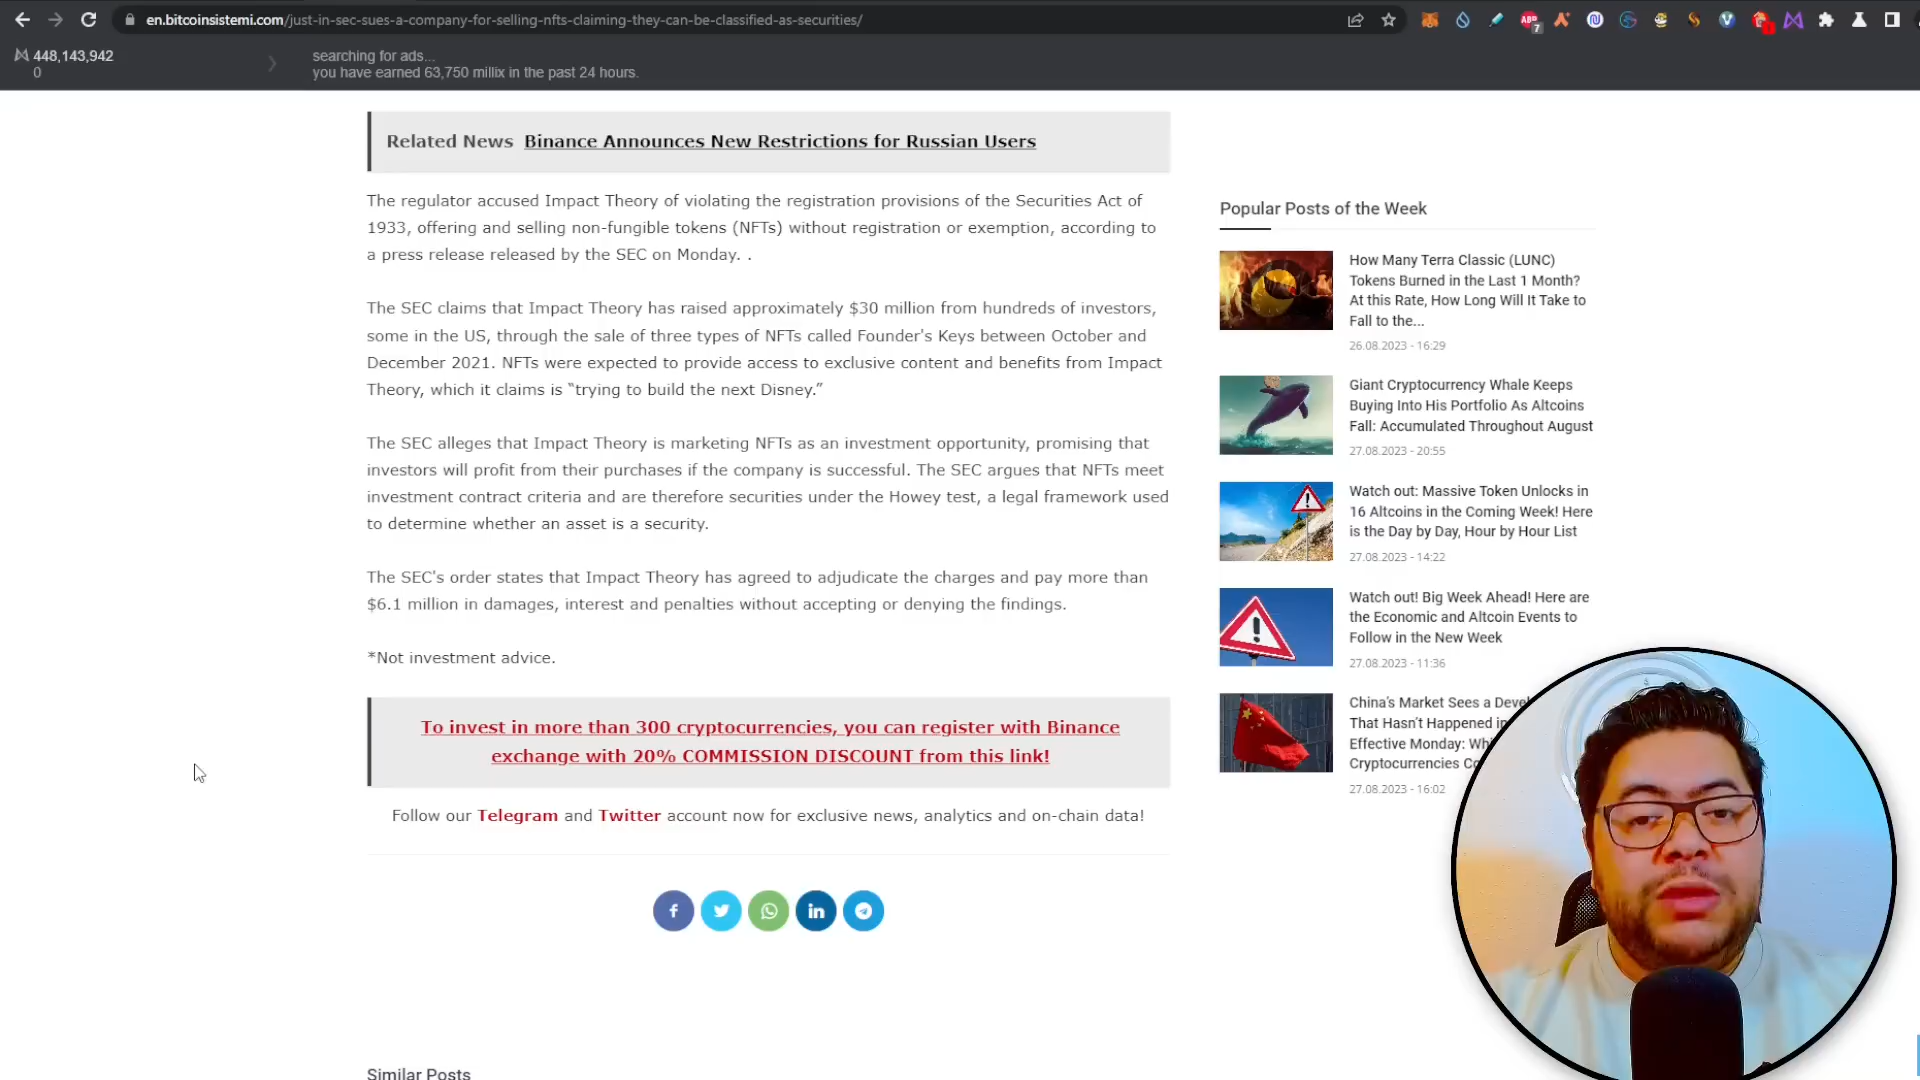 en.bitcoinsistemi.com/just-in-sec-sues-a-company-for-selling-nfts-claiming-they-can-be-classified-as-securities/
ABP
7
448,143,942
0
searching for ads...
you have earned 63,750 millix in the past 24 hours.
Related News Binance Announces New Restrictions for Russian Users
The regulator accused Impact Theory of violating the registration provisions of the Securities Act of
1933, offering and selling non-fungible tokens (NFTs) without registration or exemption, according to
a press release released by the SEC on Monday. .
The SEC claims that Impact Theory has raised approximately $30 million from hundreds of investors,
some in the US, through the sale of three types of NFTs called Founder's Keys between October and
December 2021. NFTs were expected to provide access to exclusive content and benefits from Impact
Theory, which it claims is “trying to build the next Disney.”
The SEC alleges that Impact Theory is marketing NFTs as an investment opportunity, promising that
investors will profit from their purchases if the company is successful. The SEC argues that NFTs meet
investment contract criteria and are therefore securities under the Howey test, a legal framework used
to determine whether an asset is a security.
The SEC's order states that Impact Theory has agreed to adjudicate the charges and pay more than
$6.1 million in damages, interest and penalties without accepting or denying the findings.
*Not investment advice.
To invest in more than 300 cryptocurrencies, you can register with Binance
exchange with 20% COMMISSION DISCOUNT from this link!
Follow our Telegram and Twitter account now for exclusive news, analytics and on-chain data!
Similar Posts
Popular Posts of the Week
How Many Terra Classic (LUNC)
Tokens Burned in the Last 1 Month?
At this Rate, How Long Will It Take to
Fall to the...
26.08.2023 - 16:29
Giant Cryptocurrency Whale Keeps
Buying Into His Portfolio As Altcoins
Fall: Accumulated Throughout August
27.08.2023 - 20:55
Watch out: Massive Token Unlocks in
16 Altcoins in the Coming Week! Here
is the Day by Day, Hour by Hour List
27.08.2023 - 14:22
Watch out! Big Week Ahead! Here are
the Economic and Altcoin Events to
Follow in the New Week
27.08.2023 - 11:36
China's Market Sees a Deve
That Hasn't Happened in
Effective Monday: Whi
Cryptocurrencies Co
27.08.2023 - 16:02